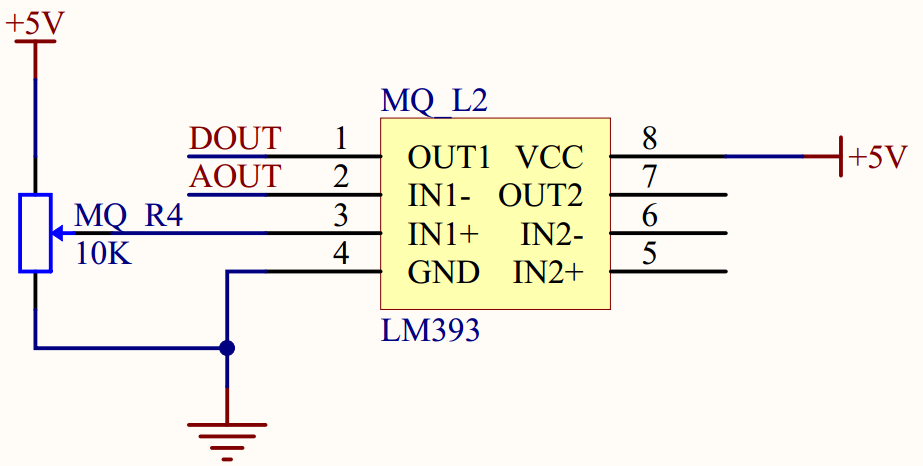 +5V
MQ_L2
DOUT 1 OUT1 VCC 8 +5V
AOUT 2 IN1- OUT2 7
MQ_R4 3 IN1+ IN2- 6
10K 4 GND IN2+ 5
LM393